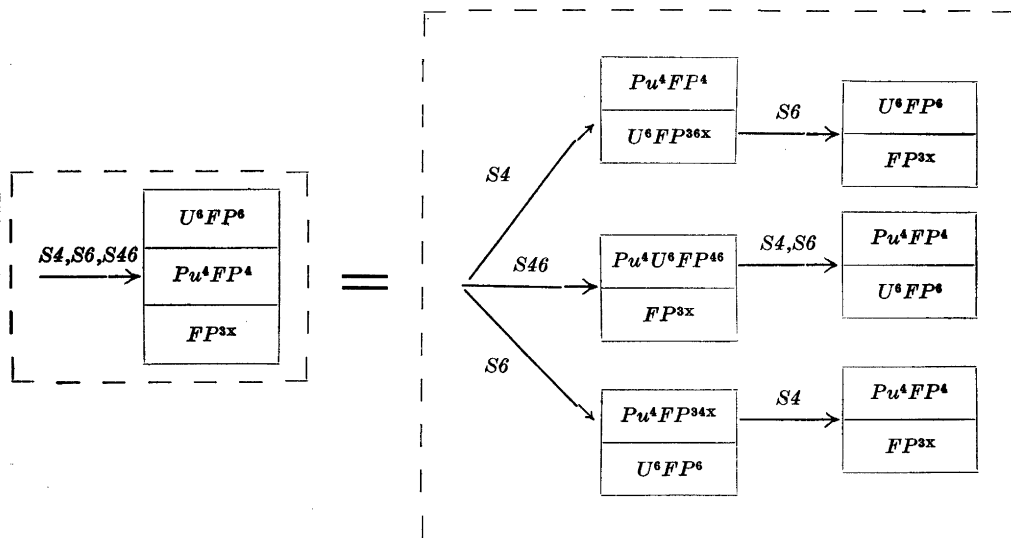 S4,S6,S46
U⁶FP⁶
Pu⁴FP⁴
FP³ˣ
=
S4
Pu⁴FP⁴
U⁶FP³⁶ˣ
S6
U⁶FP⁶
FP³ˣ
S46
Pu⁴U⁶FP⁴⁶
FP³ˣ
S4,S6
Pu⁴FP⁴
U⁶FP⁶
S6
Pu⁴FP³⁴ˣ
U⁶FP⁶
S4
Pu⁴FP⁴
FP³ˣ